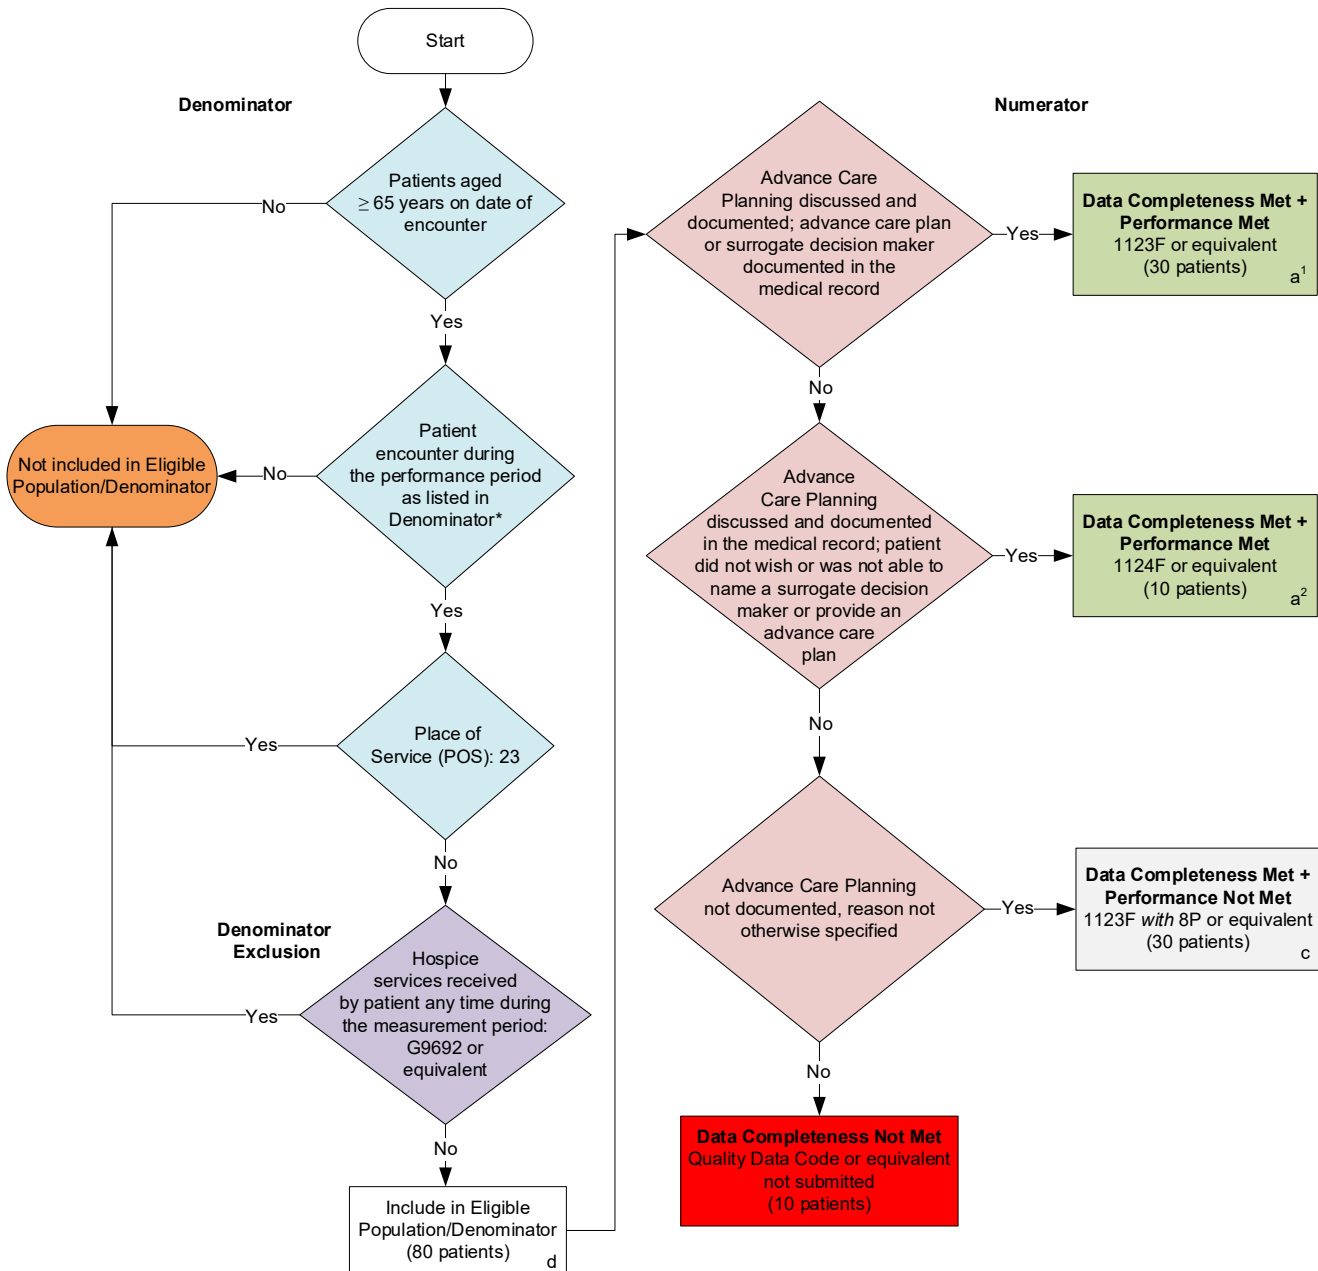 Start
Denominator
Patients aged
≥ 65 years on date of
encounter
No
Yes
Patient
encounter during
the performance period
as listed in
Denominator*
No
Not included in Eligible
Population/Denominator
Yes
Place of
Service (POS): 23
Yes
No
Denominator
Exclusion
Hospice
services received
by patient any time during
the measurement period:
G9692 or
equivalent
Yes
No
Include in Eligible
Population/Denominator
(80 patients)
d
Numerator
Advance Care
Planning discussed and
documented; advance care plan
or surrogate decision maker
documented in the
medical record
Yes
Data Completeness Met +
Performance Met
1123F or equivalent
(30 patients)
a¹
No
Advance
Care Planning
discussed and documented
in the medical record; patient
did not wish or was not able to
name a surrogate decision
maker or provide an
advance care
plan
Yes
Data Completeness Met +
Performance Met
1124F or equivalent
(10 patients)
a²
No
Advance Care Planning
not documented, reason not
otherwise specified
Yes
Data Completeness Met +
Performance Not Met
1123F with 8P or equivalent
(30 patients)
c
No
Data Completeness Not Met
Quality Data Code or equivalent
not submitted
(10 patients)